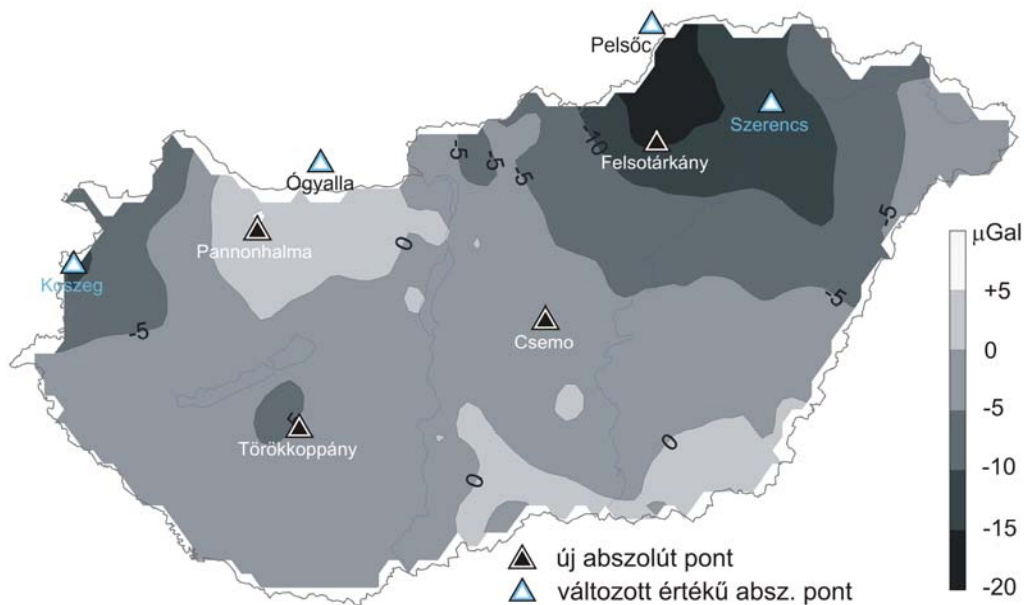 Pelsőc
Szerencs
-10
Felsotárkány
-5
-5
-5
Ógyalla
-5
Pannonhalma
0
µGal
Koszeg
+5
-5
-5
Csemo
0
-5
Törökkoppány
0
0
-10
-15
új abszolút pont
változott értékű absz. pont
-20